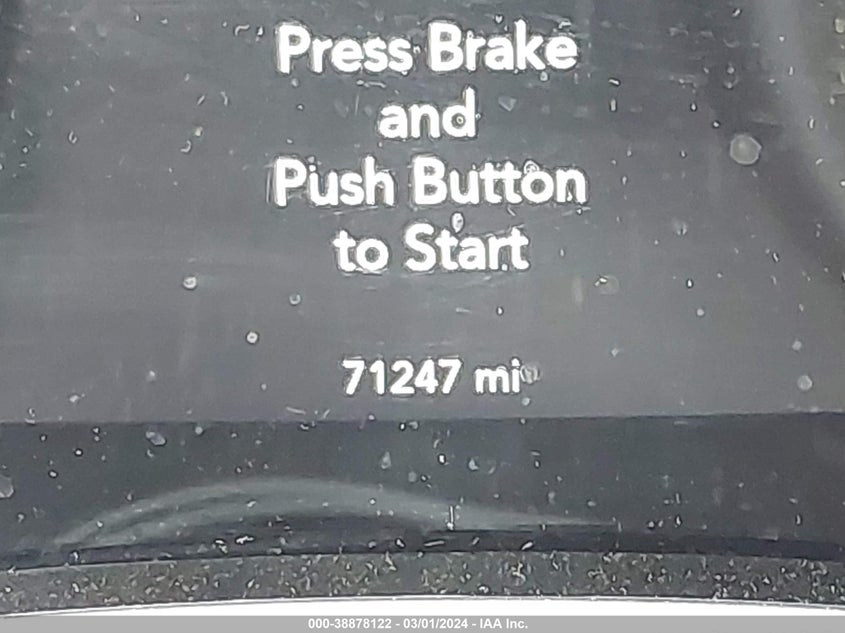 Press Brake
and
Push Button
to Start
71247 mi
000-38878122 - 03/01/2024 - IAA Inc.